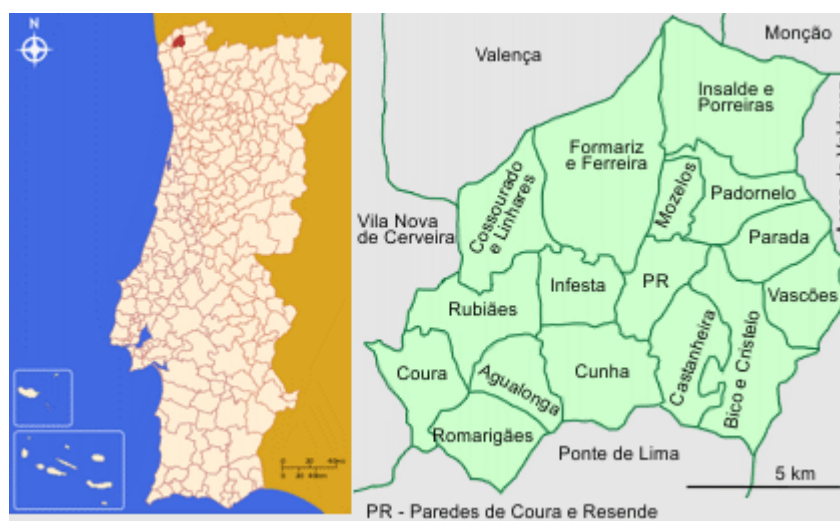 N
Valença
Monção
Insalde e
Porreiras
Formariz
e Ferreira
Mozelos
Padornelo
Cossourado
e Linhares
Vila Nova
de Cerveira
Parada
Infesta
PR
Vascões
Rubiães
Castanheira
Bico e Cristelo
Coura
Agualonga
Cunha
Romarigães
Ponte de Lima
5 km
PR - Paredes de Coura e Resende